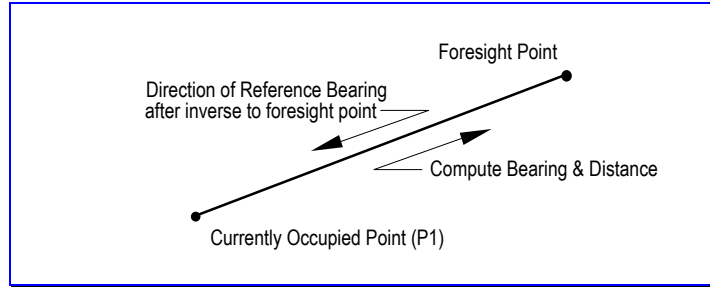 Foresight Point
Direction of Reference Bearing
after inverse to foresight point
Compute Bearing & Distance
Currently Occupied Point (P1)